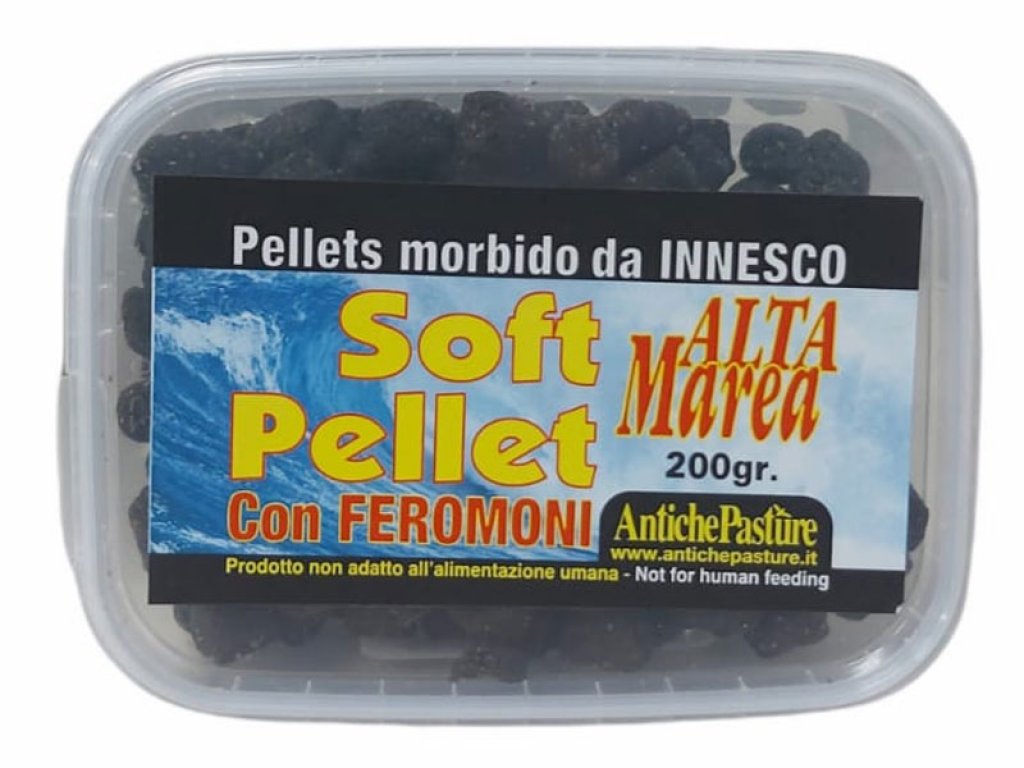 Pellets morbido da INNESCO
Soft
Pellet
Con FEROMONI
ALTA
Marea
200gr.
AntichePasture
www.antichepasture.it
Prodotto non adatto all'alimentazione umana - Not for human feeding